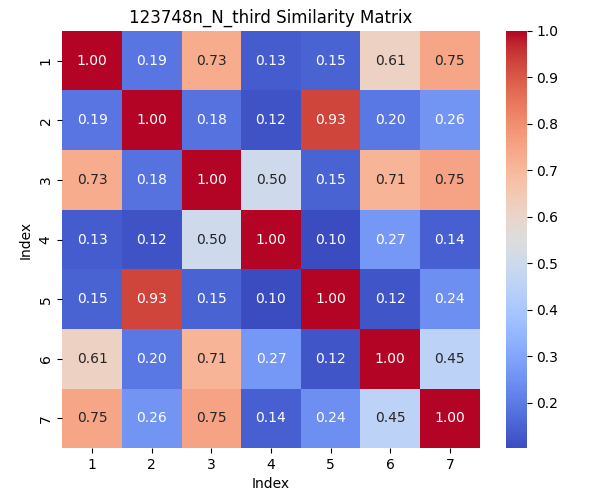 123748n_N_third Similarity Matrix
1 1.00 0.19 0.73 0.13 0.15 0.61 0.75
2 0.19 1.00 0.18 0.12 0.93 0.20 0.26
3 0.73 0.18 1.00 0.50 0.15 0.71 0.75
4 0.13 0.12 0.50 1.00 0.10 0.27 0.14
5 0.15 0.93 0.15 0.10 1.00 0.12 0.24
6 0.61 0.20 0.71 0.27 0.12 1.00 0.45
7 0.75 0.26 0.75 0.14 0.24 0.45 1.00
1 2 3 4 5 6 7
Index
Index
1.0
0.9
0.8
0.7
0.6
0.5
0.4
0.3
0.2